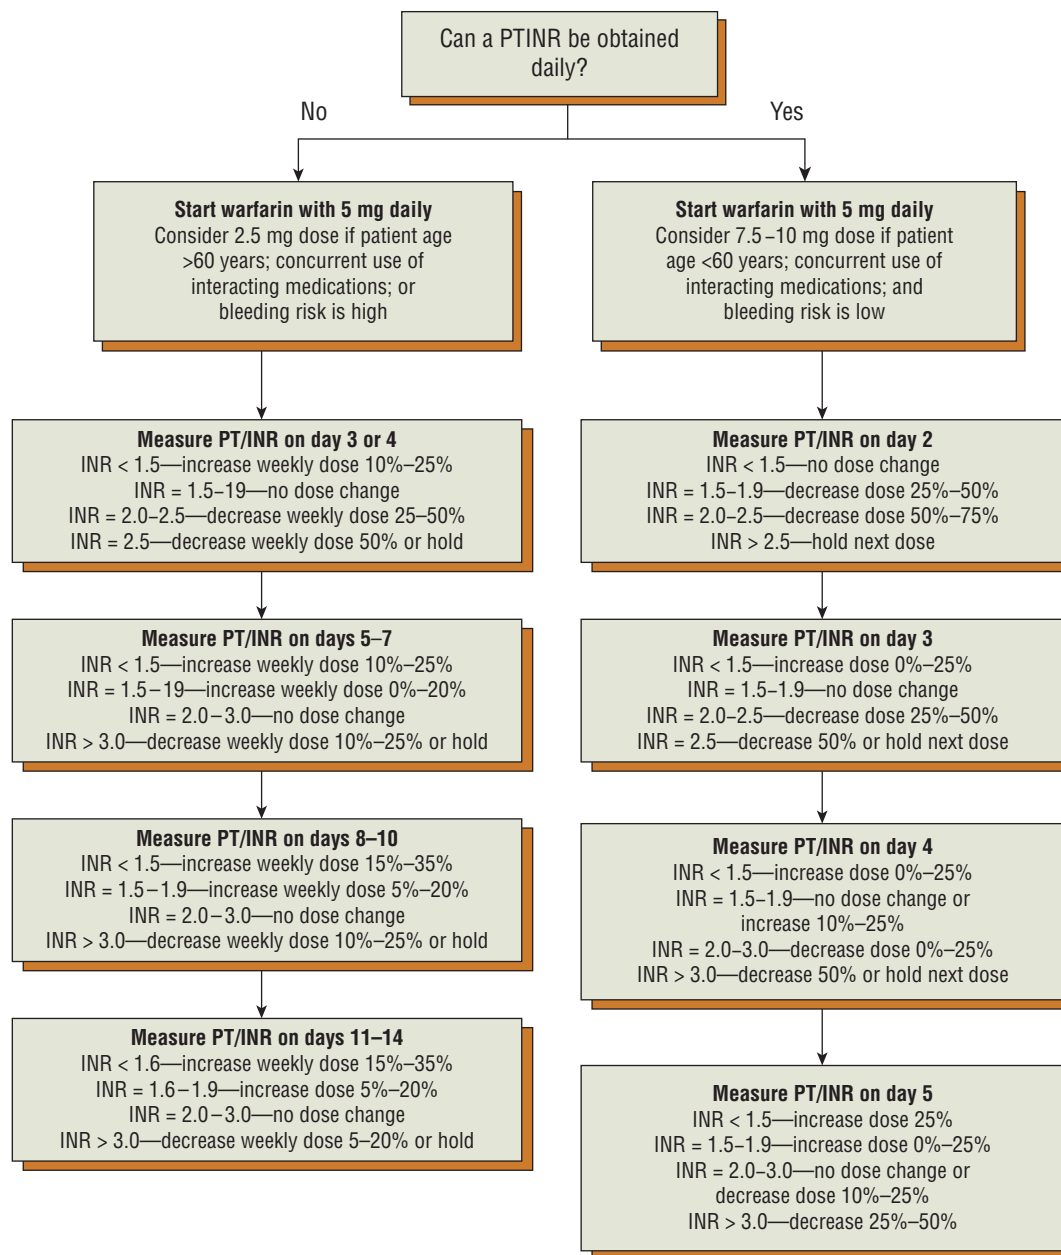 Can a PTINR be obtained
daily?
No
Yes
Start warfarin with 5 mg daily
Consider 2.5 mg dose if patient age
>60 years; concurrent use of
interacting medications; or
bleeding risk is high
Start warfarin with 5 mg daily
Consider 7.5–10 mg dose if patient
age <60 years; concurrent use of
interacting medications; and
bleeding risk is low
Measure PT/INR on day 3 or 4
INR < 1.5—increase weekly dose 10%–25%
INR = 1.5–19—no dose change
INR = 2.0–2.5—decrease weekly dose 25–50%
INR = 2.5—decrease weekly dose 50% or hold
Measure PT/INR on day 2
INR < 1.5—no dose change
INR = 1.5–1.9—decrease dose 25%–50%
INR = 2.0–2.5—decrease dose 50%–75%
INR > 2.5—hold next dose
Measure PT/INR on days 5–7
INR < 1.5—increase weekly dose 10%–25%
INR = 1.5–19—increase weekly dose 0%–20%
INR = 2.0–3.0—no dose change
INR > 3.0—decrease weekly dose 10%–25% or hold
Measure PT/INR on day 3
INR < 1.5—increase dose 0%–25%
INR = 1.5–1.9—no dose change
INR = 2.0–2.5—decrease dose 25%–50%
INR = 2.5—decrease 50% or hold next dose
Measure PT/INR on days 8–10
INR < 1.5—increase weekly dose 15%–35%
INR = 1.5–1.9—increase weekly dose 5%–20%
INR = 2.0–3.0—no dose change
INR > 3.0—decrease weekly dose 10%–25% or hold
Measure PT/INR on day 4
INR < 1.5—increase dose 0%–25%
INR = 1.5–1.9—no dose change or
increase 10%–25%
INR = 2.0–3.0—decrease dose 0%–25%
INR > 3.0—decrease 50% or hold next dose
Measure PT/INR on days 11–14
INR < 1.6—increase weekly dose 15%–35%
INR = 1.6–1.9—increase dose 5%–20%
INR = 2.0–3.0—no dose change
INR > 3.0—decrease weekly dose 5–20% or hold
Measure PT/INR on day 5
INR < 1.5—increase dose 25%
INR = 1.5–1.9—increase dose 0%–25%
INR = 2.0–3.0—no dose change or
decrease dose 10%–25%
INR > 3.0—decrease 25%–50%